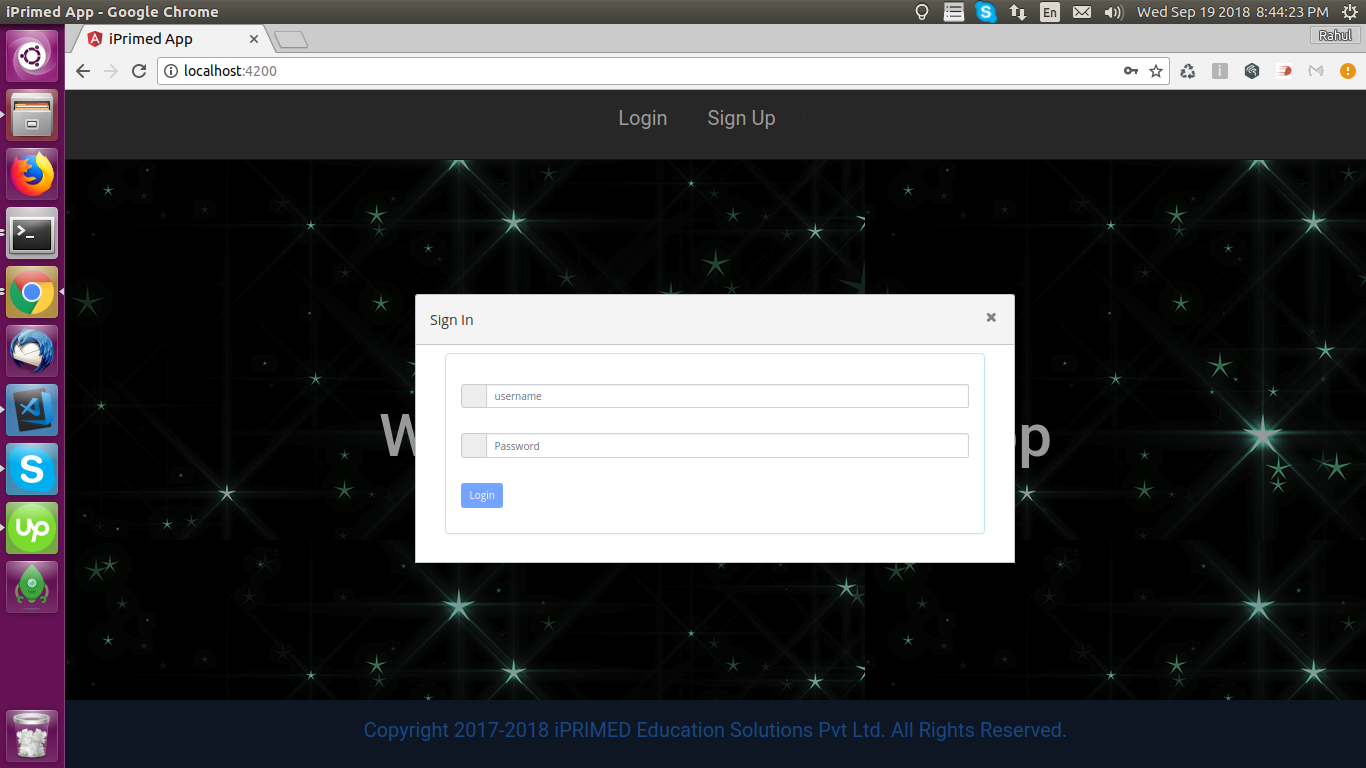 iPrimed App - Google Chrome
En
Wed Sep 19 2018 8:44:23 PM
iPrimed App
Rahul
localhost:4200
Login Sign Up
Sign In
username
Password
Login
Copyright 2017-2018 iPRIMED Education Solutions Pvt Ltd. All Rights Reserved.